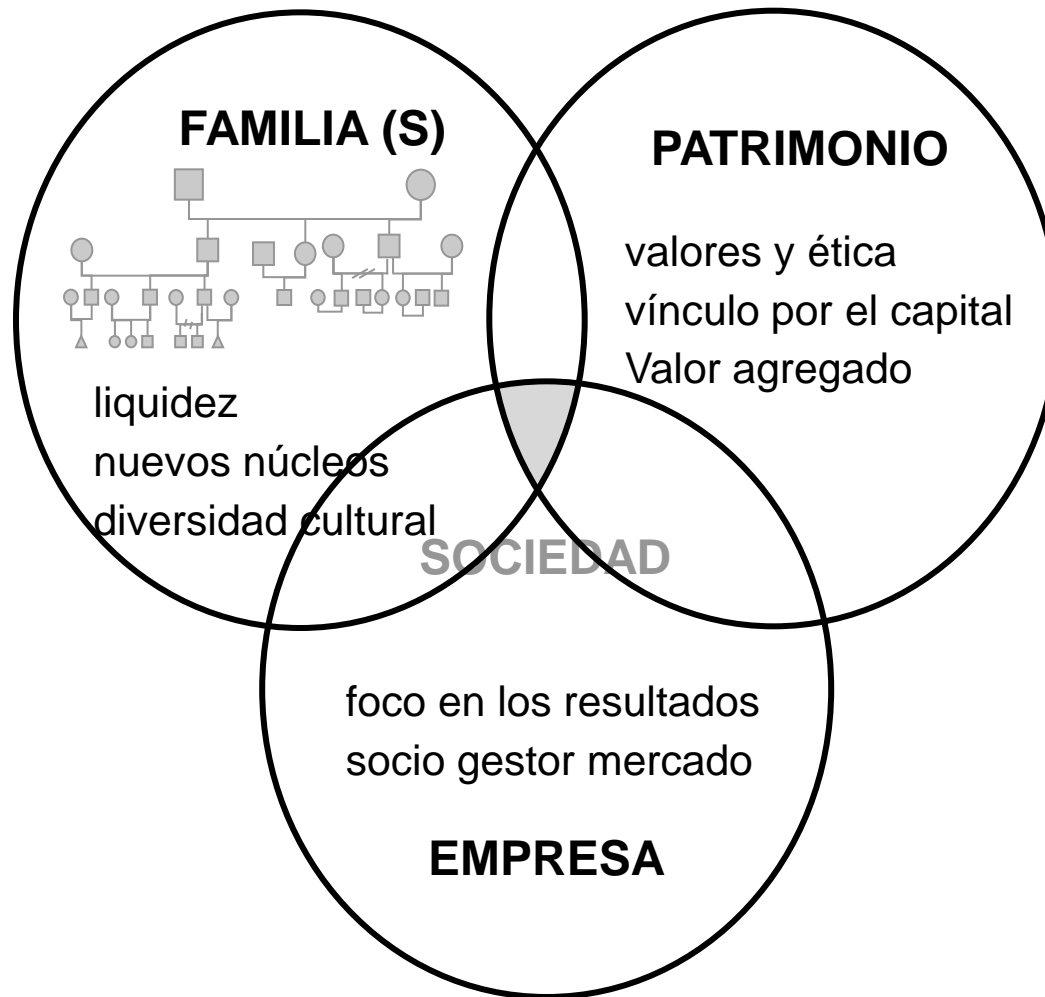 FAMILIA (S)
liquidez
nuevos núcleos
diversidad cultural
PATRIMONIO
valores y ética
vínculo por el capital
Valor agregado
SOCIEDAD
foco en los resultados
socio gestor mercado
EMPRESA